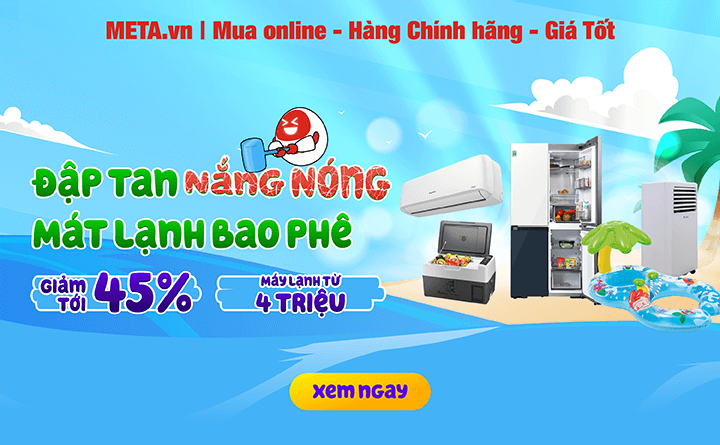 META.vn | Mua online - Hàng Chính hãng - Giá Tốt
ĐẬP TAN NẮNG NÓNG
MÁT LẠNH BAO PHÊ
GIẢM TỚI 45%
MÁY LẠNH TỪ
4 TRIỆU
xem ngay